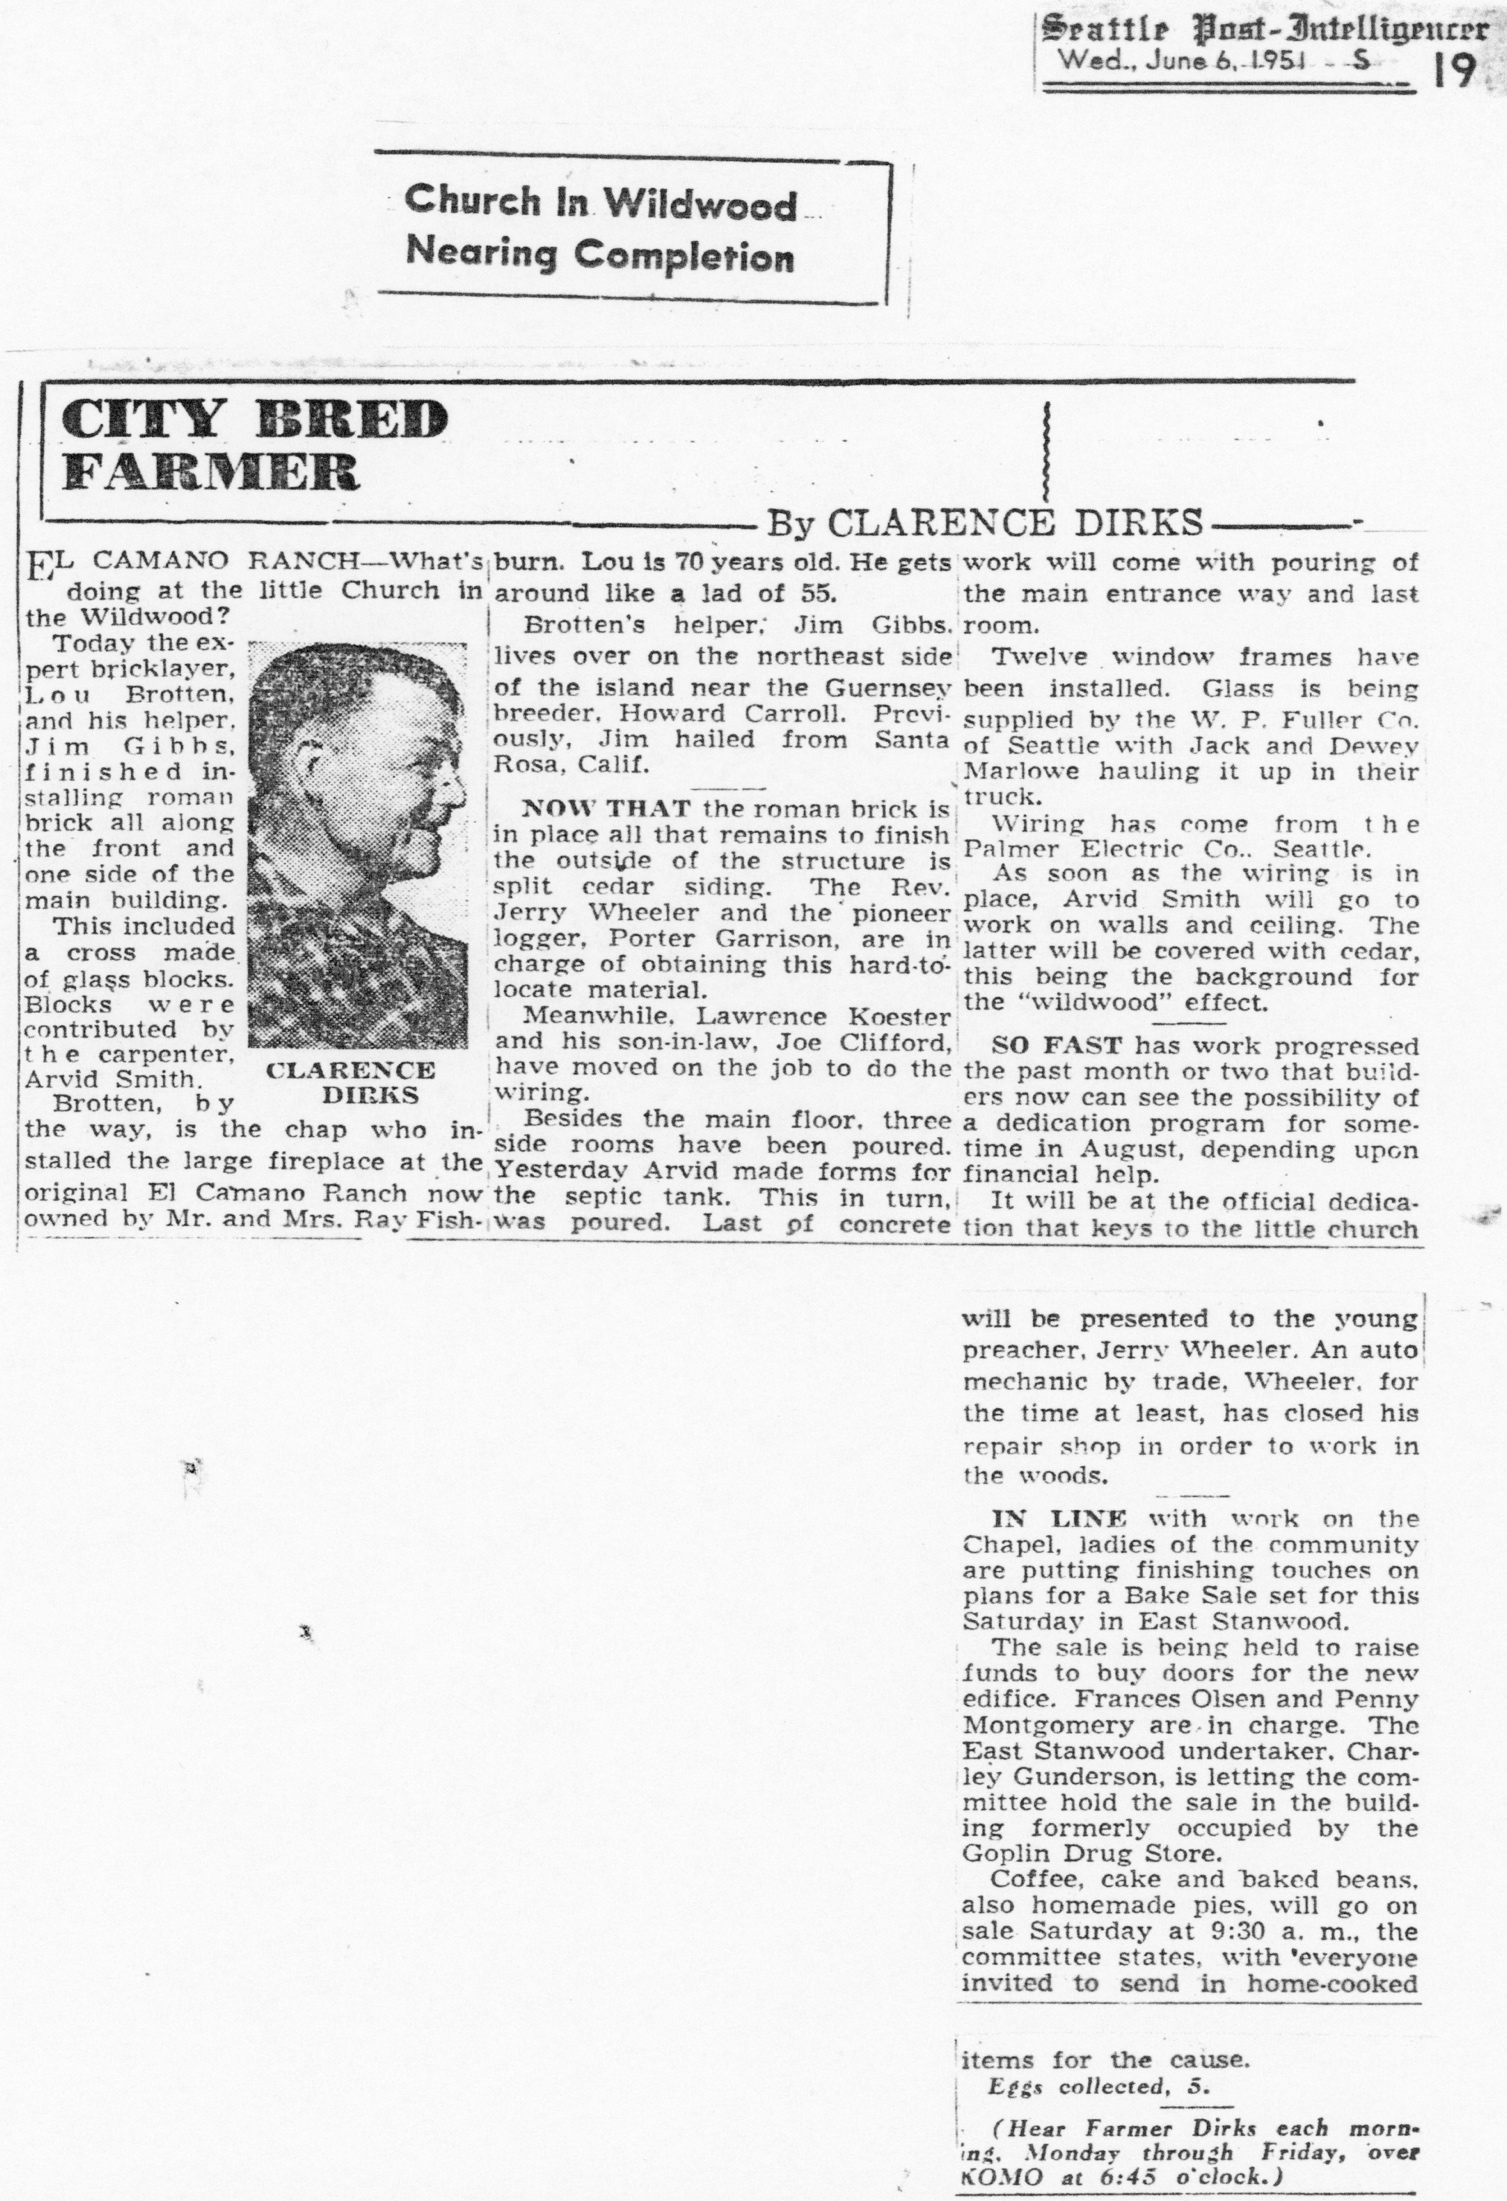 Seattle Post-Intelligencer
Wed., June 6, 1951 - S 19
Church In Wildwood
Nearing Completion
CITY BRED
FARMER
By CLARENCE DIRKS
EL CAMANO RANCH—What's
doing at the little Church in
the Wildwood?
Today the ex-
pert bricklayer,
Lou Brotten,
and his helper,
Jim Gibbs,
finished in-
stalling roman
brick all along
the front and
one side of the
main building.
This included
a cross made
of glass blocks.
Blocks were
contributed by
the carpenter,
Arvid Smith.
Brotten, by
the way, is the chap who in-
stalled the large fireplace at the
original El Camano Ranch now
owned by Mr. and Mrs. Ray Fish-
CLARENCE
DIRKS
burn. Lou is 70 years old. He gets
around like a lad of 55.
Brotten's helper, Jim Gibbs.
lives over on the northeast side
of the island near the Guernsey
breeder, Howard Carroll. Previ-
ously, Jim hailed from Santa
Rosa, Calif.
NOW THAT the roman brick is
in place all that remains to finish
the outside of the structure is
split cedar siding. The Rev.
Jerry Wheeler and the pioneer
logger, Porter Garrison, are in
charge of obtaining this hard-to-
locate material.
Meanwhile, Lawrence Koester
and his son-in-law, Joe Clifford,
have moved on the job to do the
wiring.
Besides the main floor, three
side rooms have been poured.
Yesterday Arvid made forms for
the septic tank. This in turn,
was poured. Last of concrete
work will come with pouring of
the main entrance way and last
room.
Twelve window frames have
been installed. Glass is being
supplied by the W. P. Fuller Co.
of Seattle with Jack and Dewey
Marlowe hauling it up in their
truck.
Wiring has come from the
Palmer Electric Co.. Seattle.
As soon as the wiring is in
place, Arvid Smith will go to
work on walls and ceiling. The
latter will be covered with cedar,
this being the background for
the "wildwood" effect.
SO FAST has work progressed
the past month or two that build-
ers now can see the possibility of
a dedication program for some-
time in August, depending upon
financial help.
It will be at the official dedica-
tion that keys to the little church
will be presented to the young
preacher, Jerry Wheeler. An auto
mechanic by trade, Wheeler, for
the time at least, has closed his
repair shop in order to work in
the woods.
IN LINE with work on the
Chapel, ladies of the community
are putting finishing touches on
plans for a Bake Sale set for this
Saturday in East Stanwood.
The sale is being held to raise
funds to buy doors for the new
edifice. Frances Olsen and Penny
Montgomery are in charge. The
East Stanwood undertaker, Char-
ley Gunderson, is letting the com-
mittee hold the sale in the build-
ing formerly occupied by the
Goplin Drug Store.
Coffee, cake and baked beans,
also homemade pies, will go on
sale Saturday at 9:30 a. m., the
committee states, with everyone
invited to send in home-cooked
items for the cause.
Eggs collected, 5.
(Hear Farmer Dirks each morn-
ing, Monday through Friday, over
KOMO at 6:45 o'clock.)